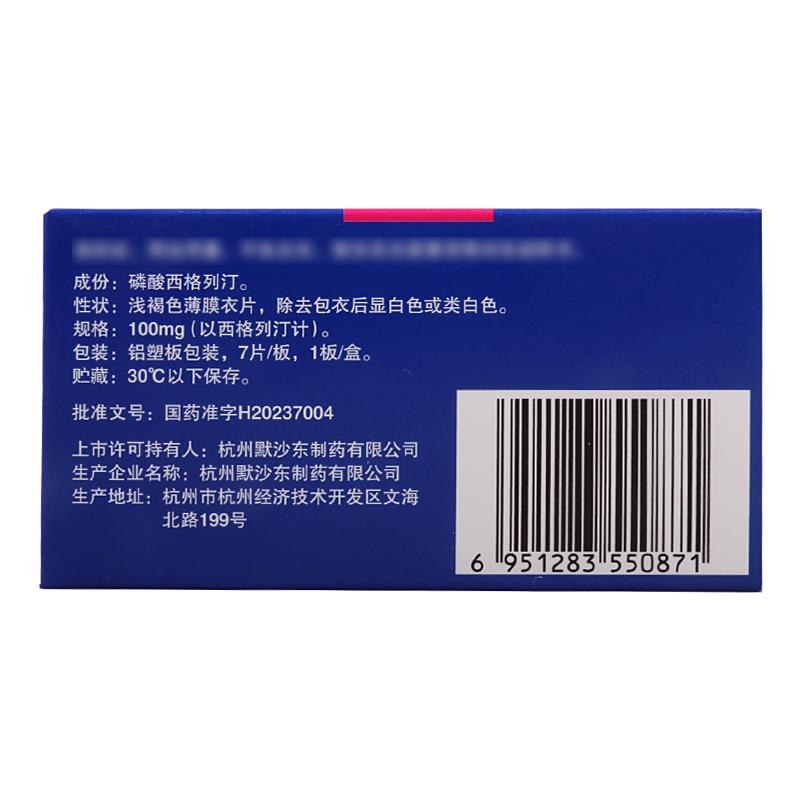 成份：磷酸西格列汀。
性状：浅褐色薄膜衣片，除去包衣后显白色或类白色。
规格：100mg（以西格列汀计）。
包装：铝塑板包装，7片/板，1板/盒。
贮藏：30℃以下保存。
批准文号：国药准字H20237004
上市许可持有人：杭州默沙东制药有限公司
生产企业名称：杭州默沙东制药有限公司
生产地址：杭州市杭州经济技术开发区文海
北路199号
6 951283 550871